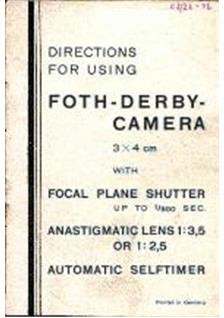 DIRECTIONS
FOR USING
FOTH-DERBY-
CAMERA
3×4 cm
WITH
FOCAL PLANE SHUTTER
UP TO 1/500 SEC.
ANASTIGMATIC LENS 1:3,5
OR 1:2,5
AUTOMATIC SELFTIMER
Printed in Germany